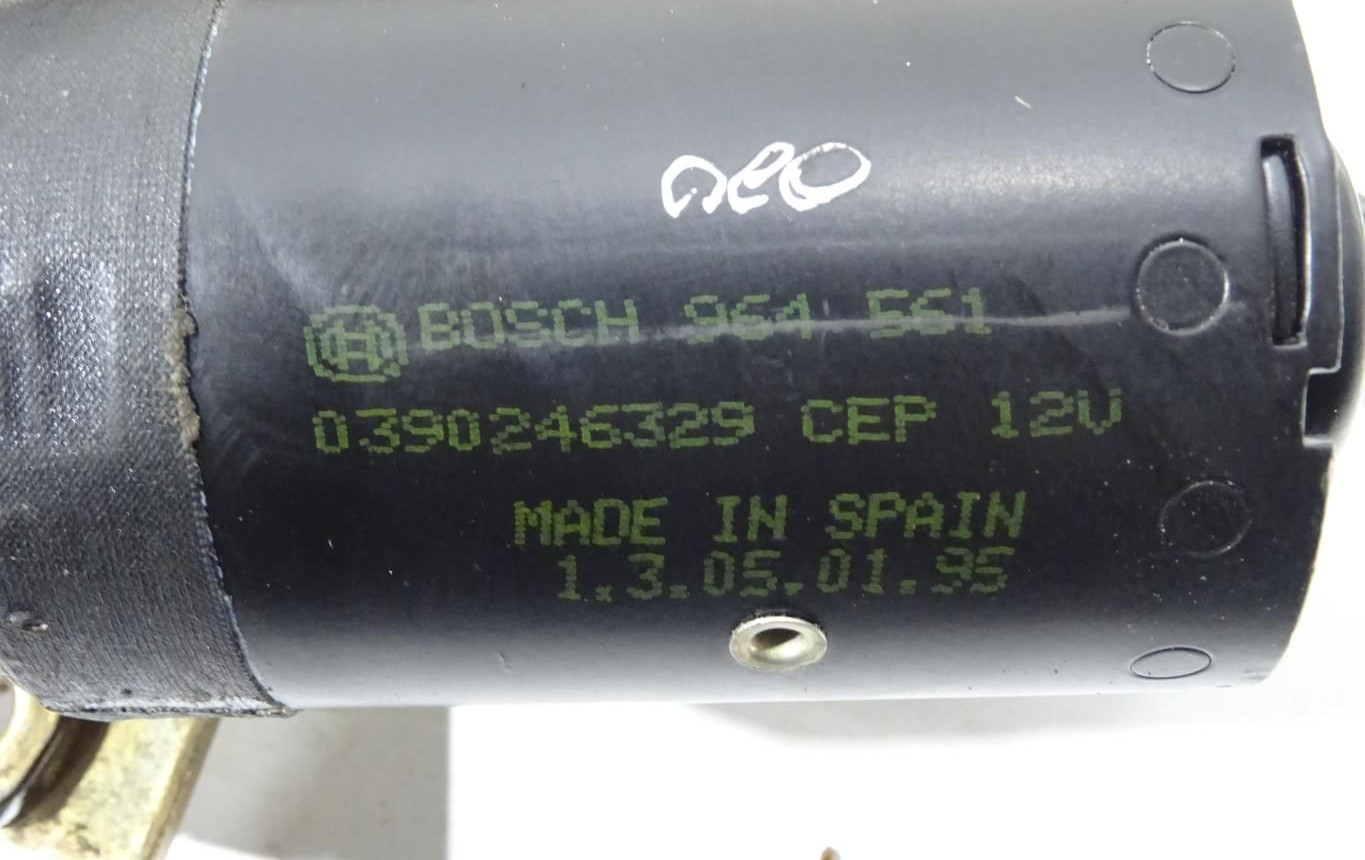 BOSCH 964 561
0390246329 CEP 12V
MADE IN SPAIN
1.3.05.01.95